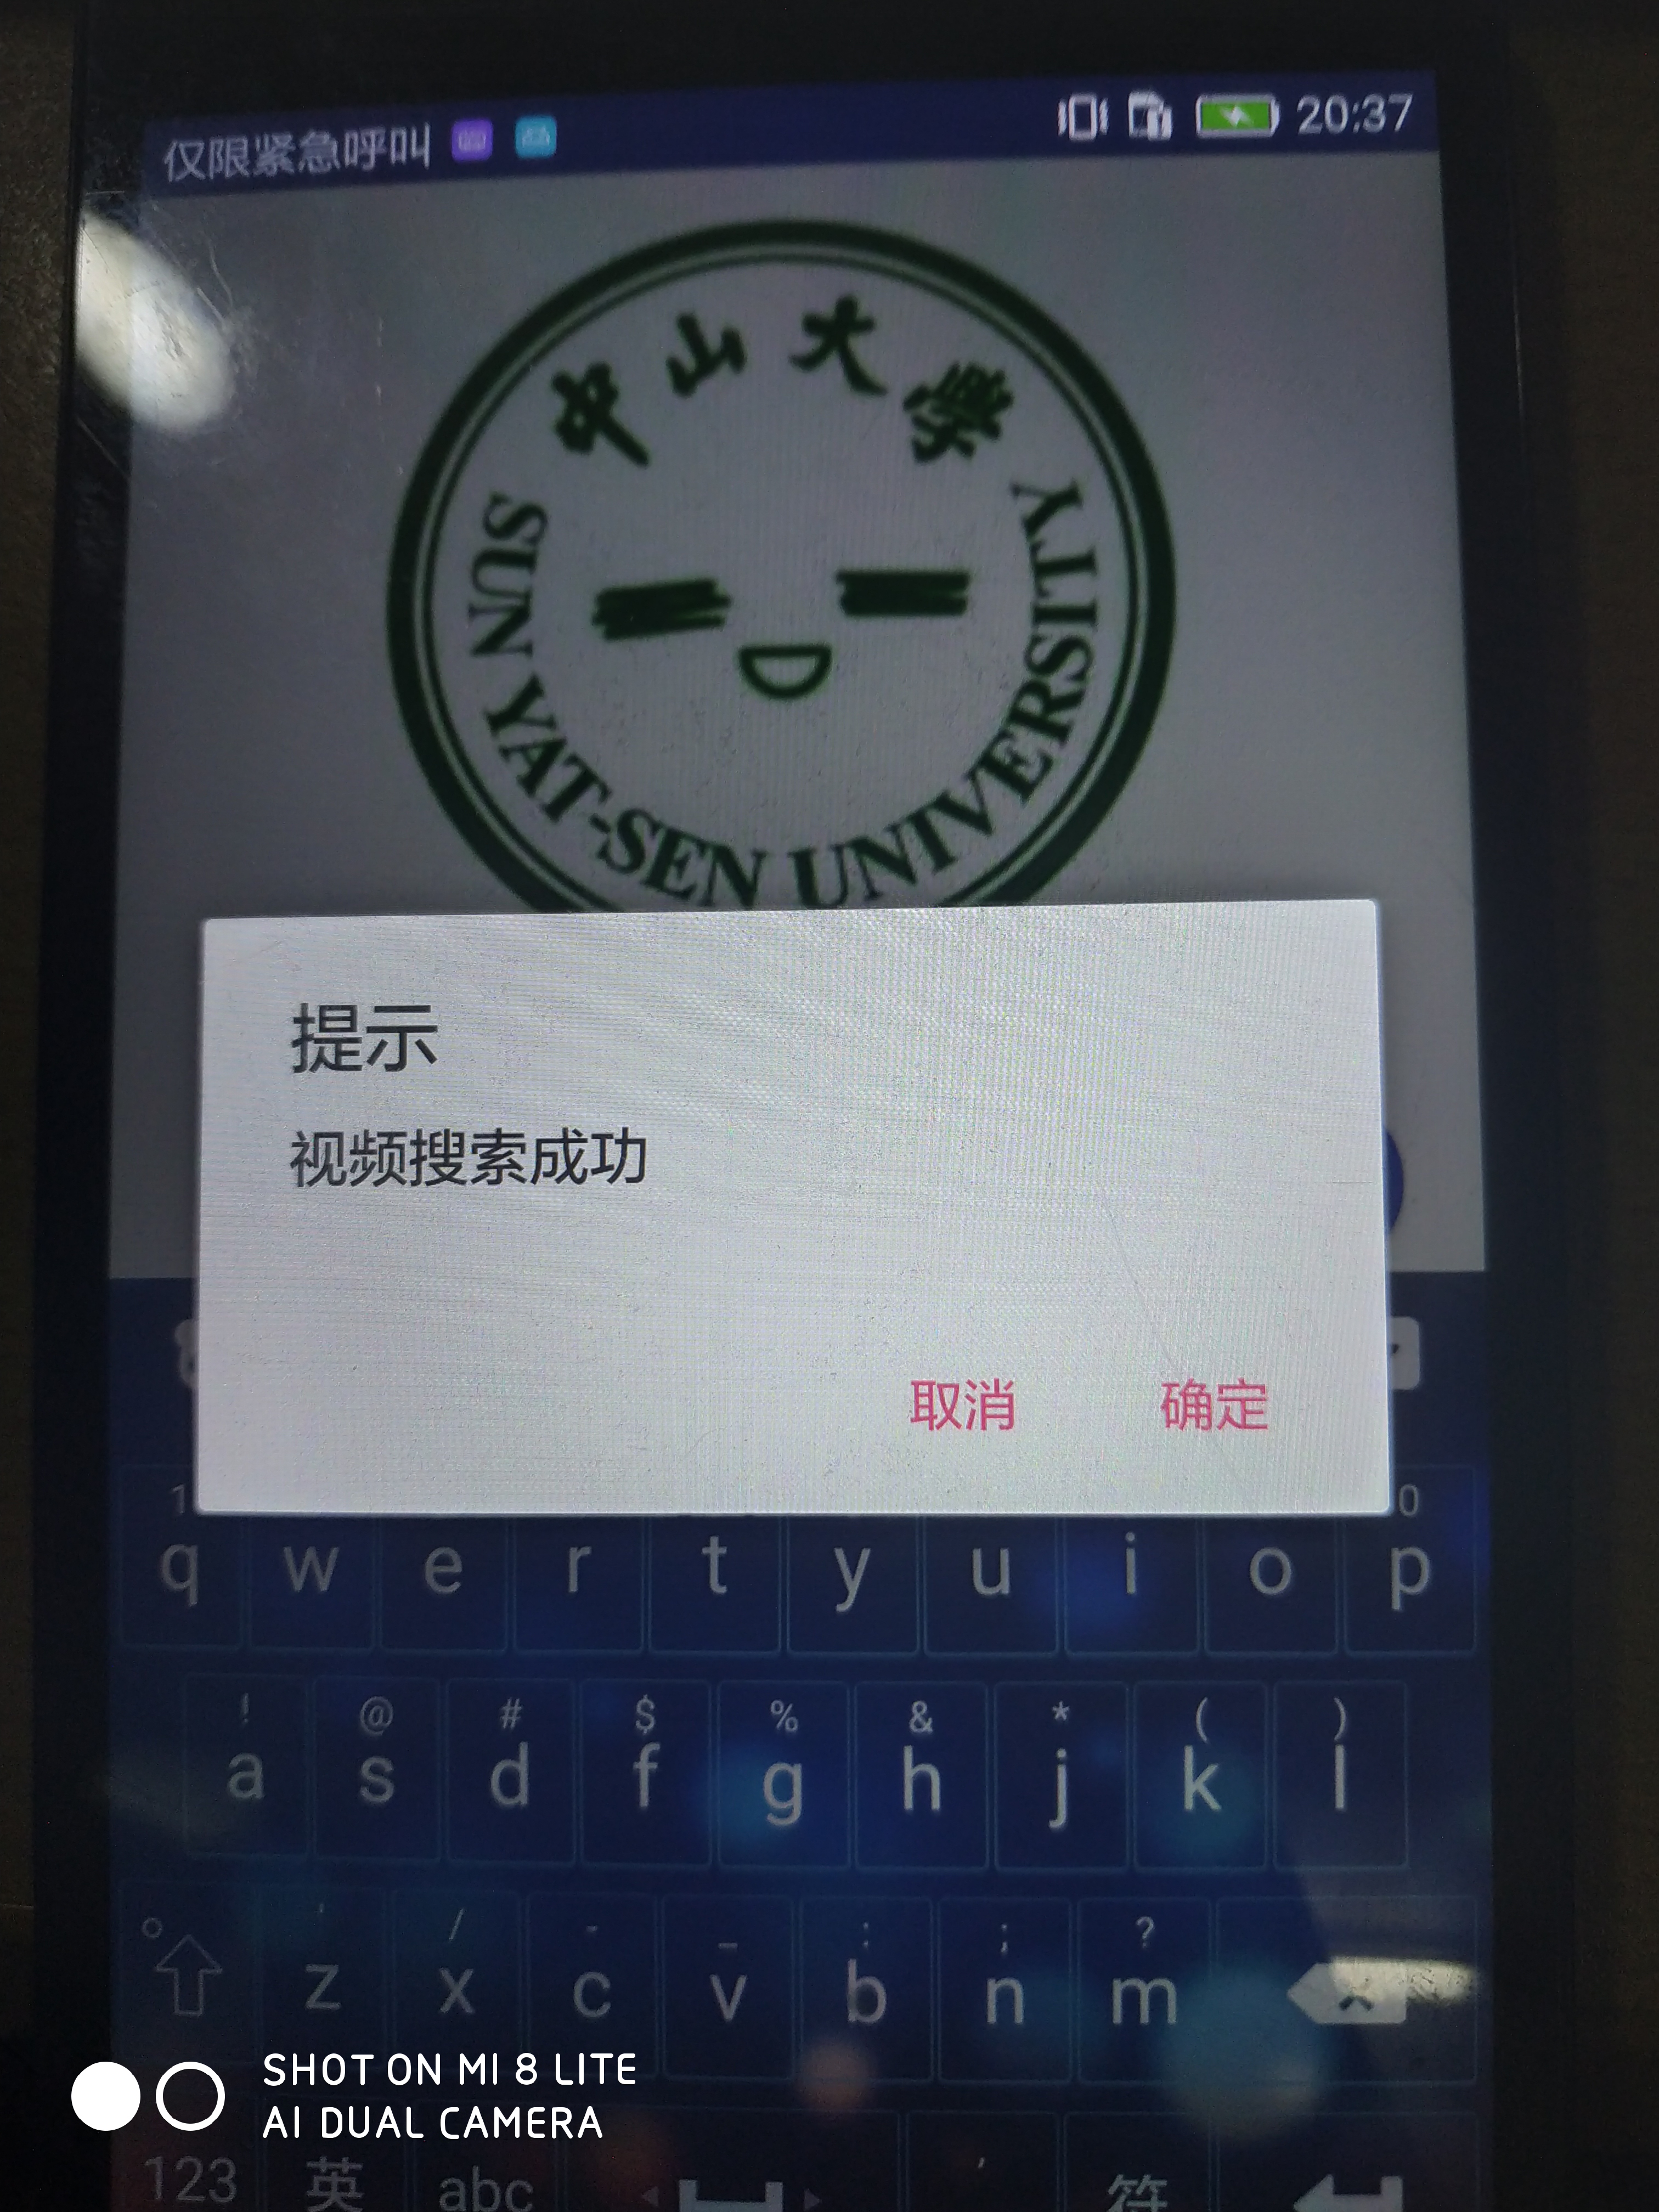 仅限紧急呼叫
20:37
中山大學
SUN YAT-SEN UNIVERSITY
提示
视频搜索成功
取消 确定
1 0
q w e r t y u i o p
! @ # $ % & * ( )
a s d f g h j k l
' / - _ : ; ?
z x c v b n m
SHOT ON MI 8 LITE
AI DUAL CAMERA
123 英 abc 符